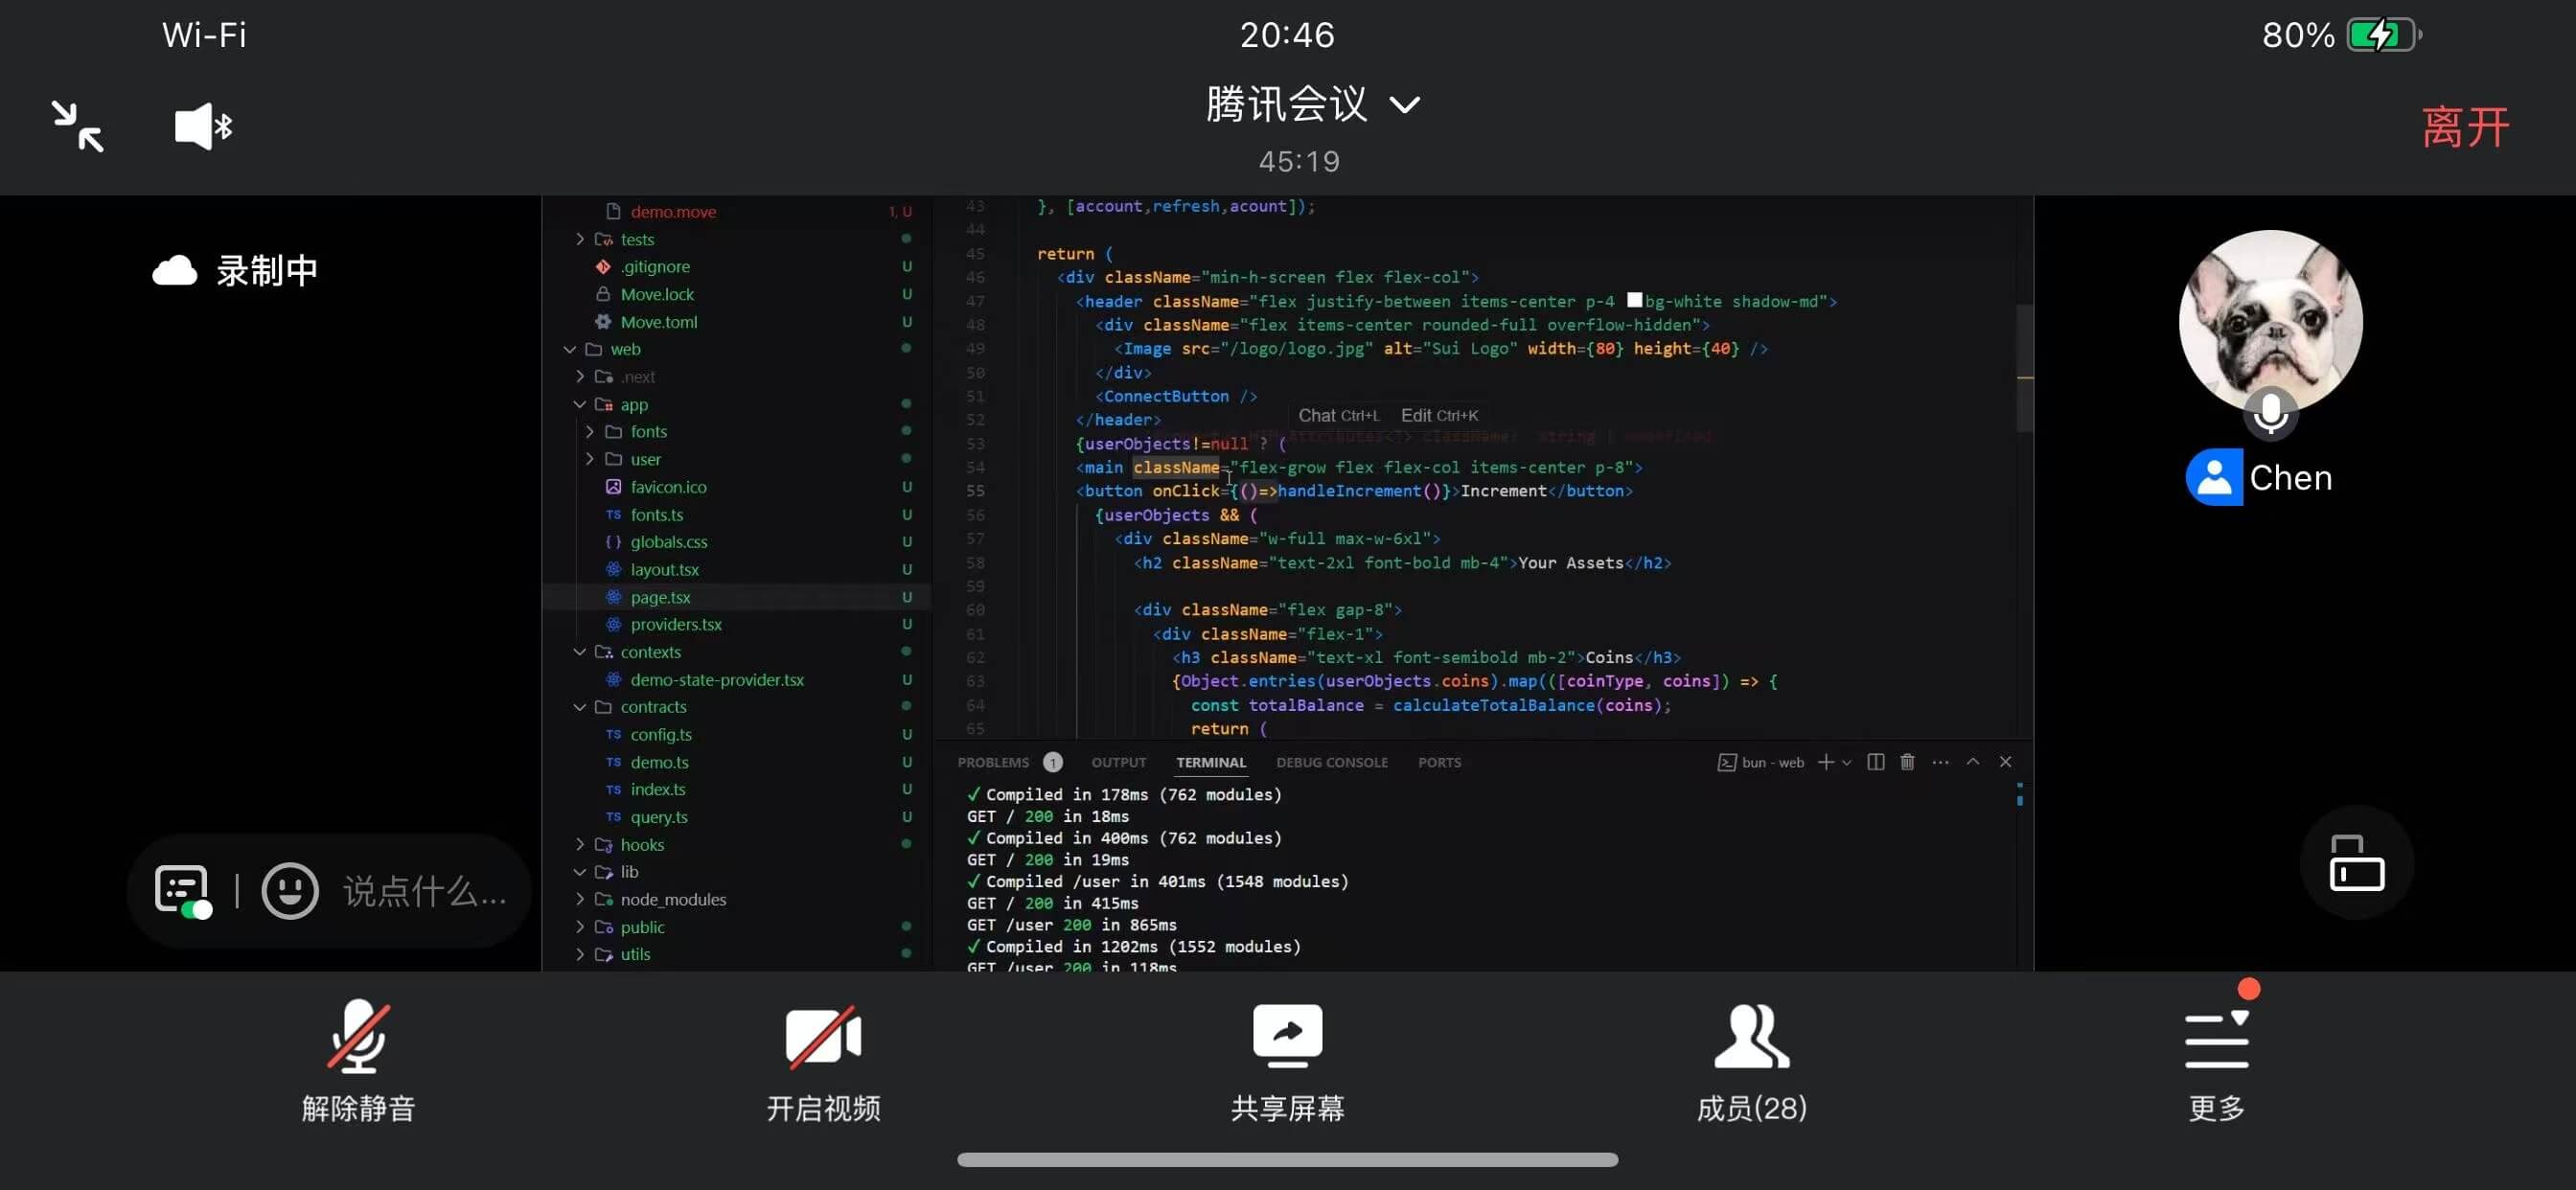 Wi-Fi
20:46
80%
腾讯会议
45:19
离开
录制中
demo.move 1, U
tests
.gitignore U
Move.lock U
Move.toml U
web
.next
app
fonts
user
favicon.ico U
TS fonts.ts U
globals.css U
layout.tsx U
page.tsx U
providers.tsx U
contexts
demo-state-provider.tsx U
contracts
TS config.ts U
TS demo.ts U
TS index.ts U
TS query.ts U
hooks
lib
node_modules
public
utils
43 }, [account,refresh,acount]);
44
45 return (
46 <div className="min-h-screen flex flex-col">
47 <header className="flex justify-between items-center p-4 bg-white shadow-md">
48 <div className="flex items-center rounded-full overflow-hidden">
49 <Image src="/logo/logo.jpg" alt="Sui Logo" width={80} height={40} />
50 </div>
51 <ConnectButton />
Chat Ctrl+L Edit Ctrl+K
52 </header>
53 {userObjects!=null ? (
54 <main className="flex-grow flex flex-col items-center p-8">
55 <button onClick={()=>handleIncrement()}>Increment</button>
56 {userObjects && (
57 <div className="w-full max-w-6xl">
58 <h2 className="text-2xl font-bold mb-4">Your Assets</h2>
59
60 <div className="flex gap-8">
61 <div className="flex-1">
62 <h3 className="text-xl font-semibold mb-2">Coins</h3>
63 {Object.entries(userObjects.coins).map(([coinType, coins]) => {
64 const totalBalance = calculateTotalBalance(coins);
65 return (
PROBLEMS 1 OUTPUT TERMINAL DEBUG CONSOLE PORTS bun - web
✓ Compiled in 178ms (762 modules)
GET / 200 in 18ms
✓ Compiled in 400ms (762 modules)
GET / 200 in 19ms
✓ Compiled /user in 401ms (1548 modules)
GET / 200 in 415ms
GET /user 200 in 865ms
✓ Compiled in 1202ms (1552 modules)
GET /user 200 in 118ms
Chen
说点什么...
解除静音
开启视频
共享屏幕
成员(28)
更多